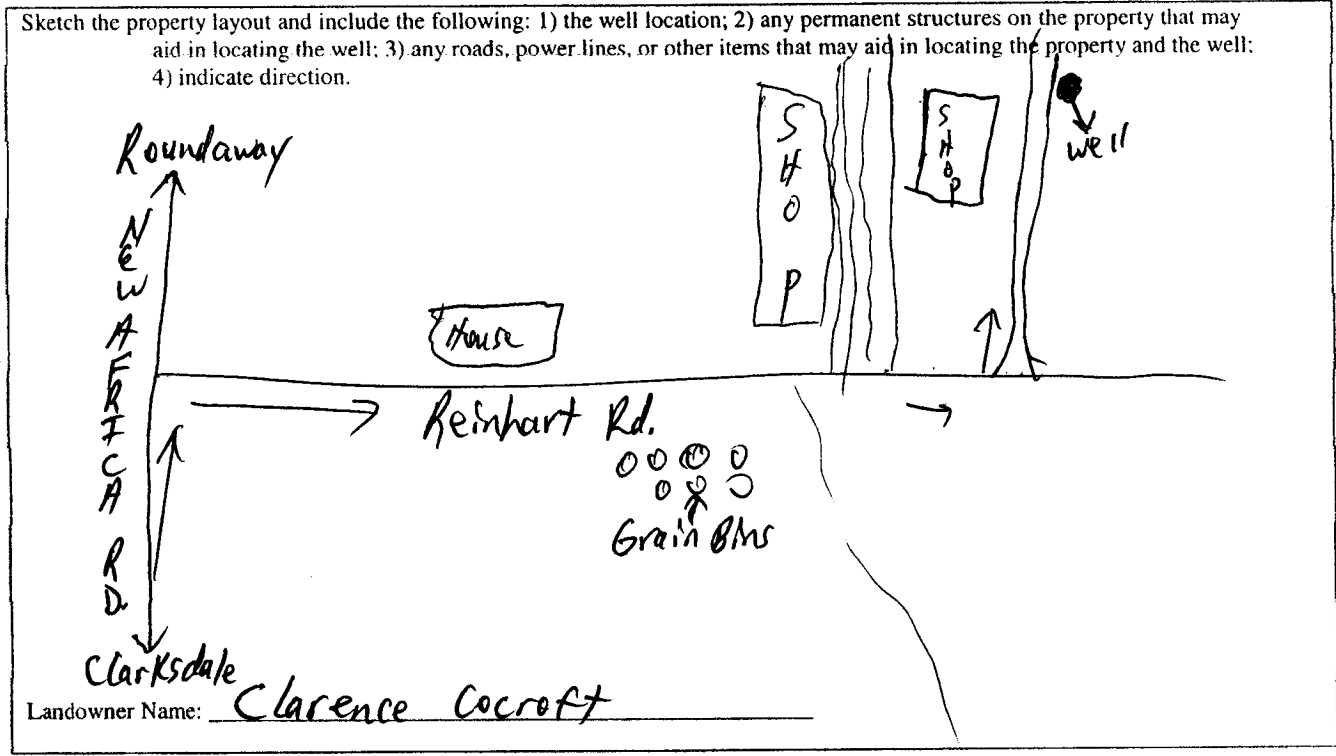 Sketch the property layout and include the following: 1) the well location; 2) any permanent structures on the property that may
aid in locating the well; 3) any roads, power lines, or other items that may aid in locating the property and the well;
4) indicate direction.
Roundaway
NEW AFRICA RD.
SHOP
SHOP
well
House
Reinhart Rd.
Grain Bins
Clarksdale
Landowner Name: Clarence Cocroft